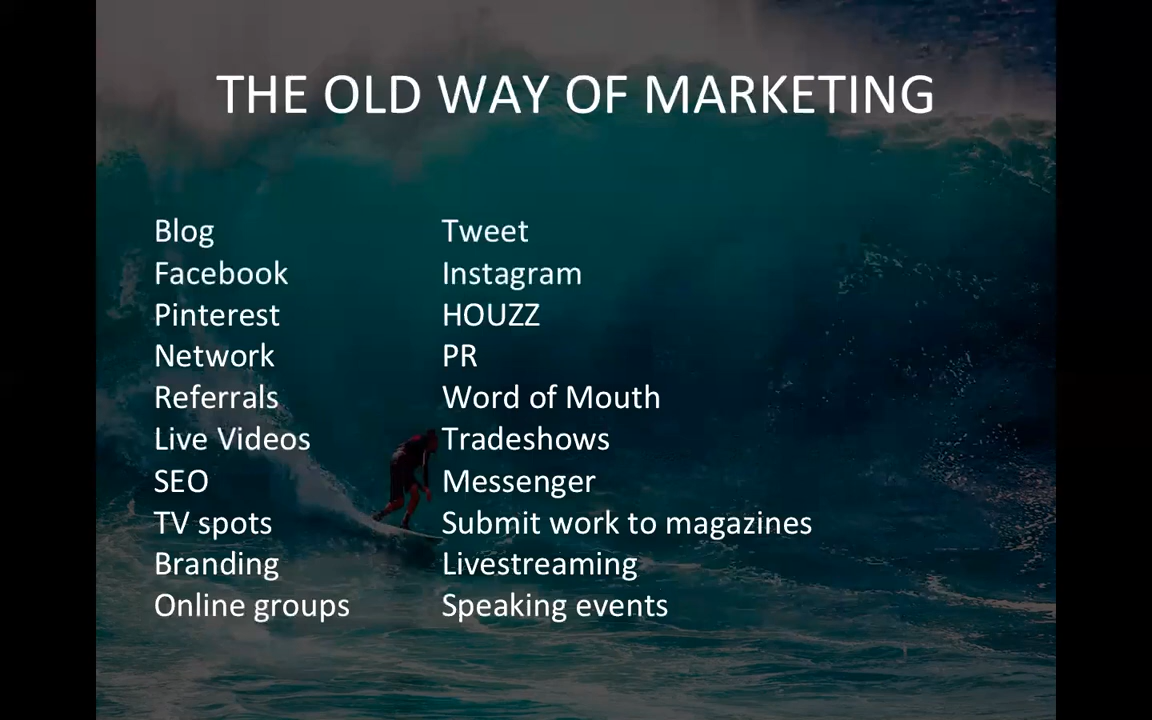 THE OLD WAY OF MARKETING
Blog
Facebook
Pinterest
Network
Referrals
Live Videos
SEO
TV spots
Branding
Online groups
Tweet
Instagram
HOUZZ
PR
Word of Mouth
Tradeshows
Messenger
Submit work to magazines
Livestreaming
Speaking events